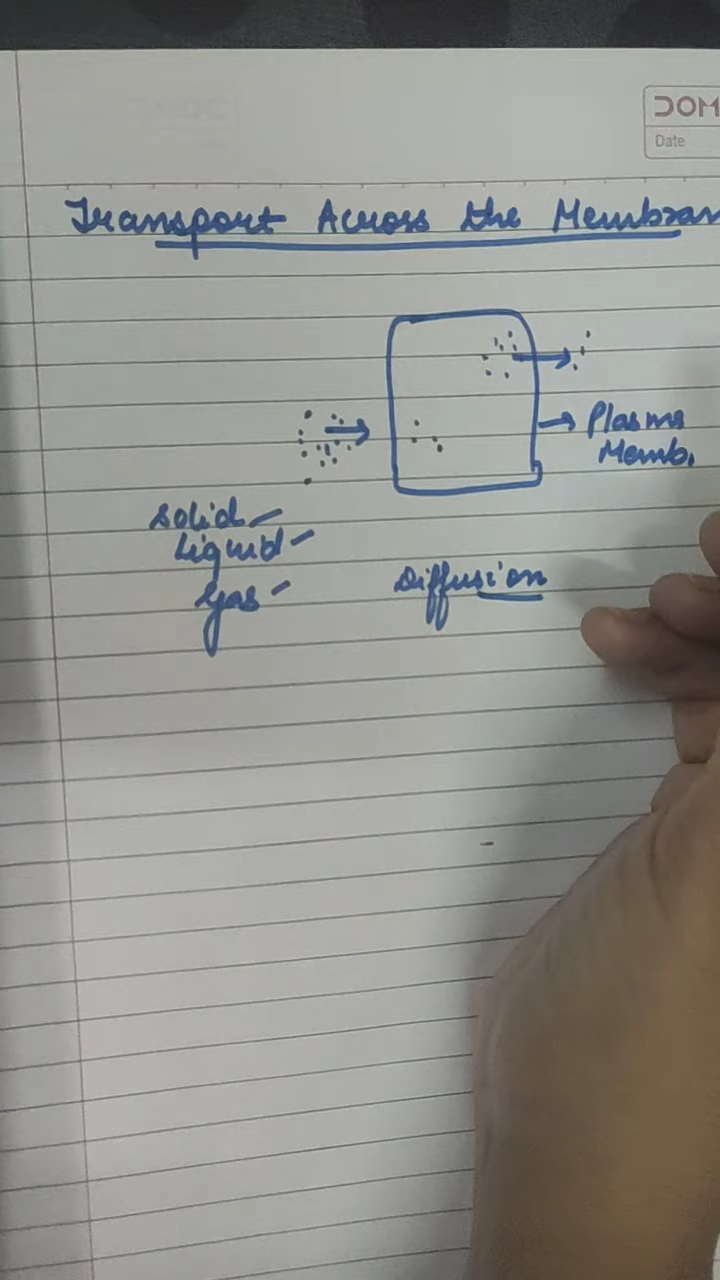 DOM
Date
Transport Across the Membran
Plasma
Memb.
Solid
Liquid
Gas
Diffusion